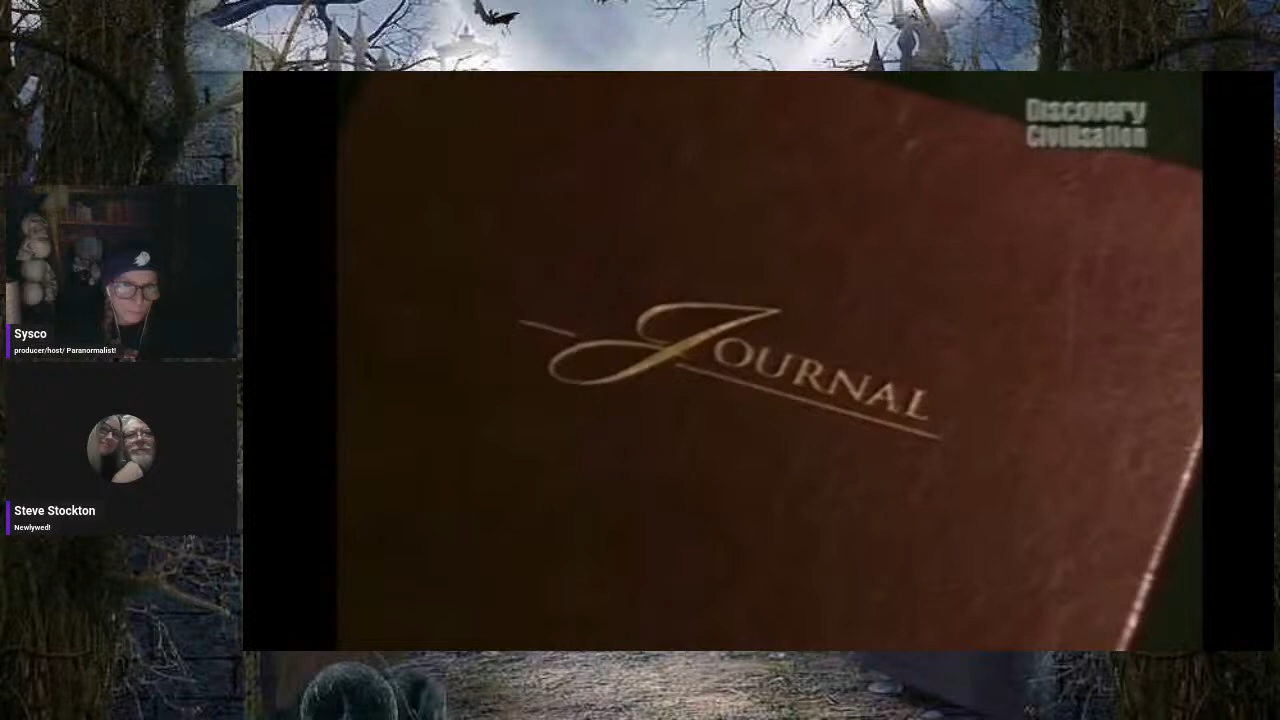 Discovery
Civilisation
JOURNAL
Sysco
producer/host/ Paranormalist!
Steve Stockton
Newlywed!